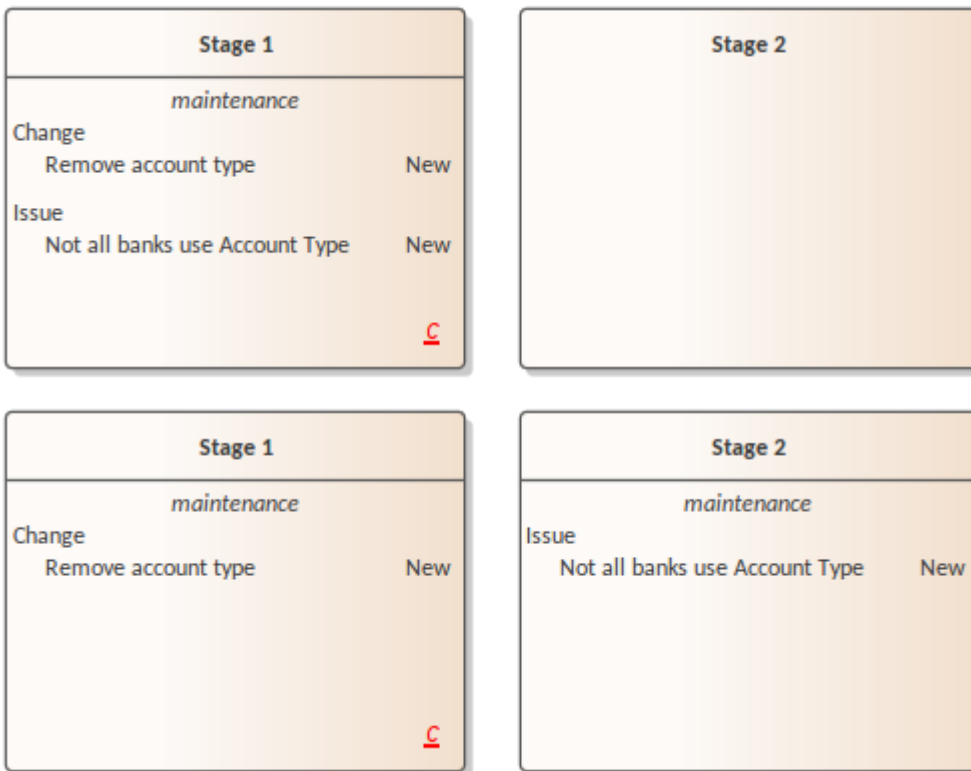 Stage 1
maintenance
Change
Remove account type New
Issue
Not all banks use Account Type New
C
Stage 2
Stage 1
maintenance
Change
Remove account type New
C
Stage 2
maintenance
Issue
Not all banks use Account Type New